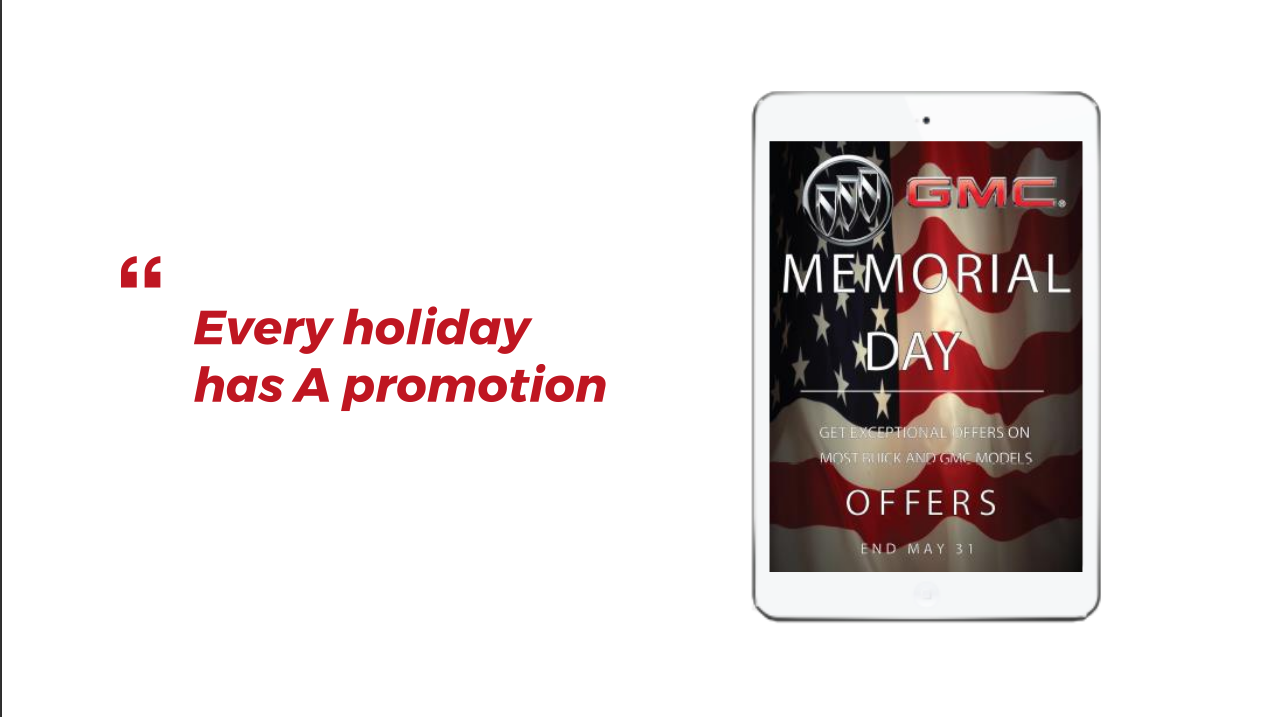 “
Every holiday
has A promotion
GMC®
MEMORIAL
DAY
GET EXCEPTIONAL OFFERS ON
MOST BUICK AND GMC MODELS
OFFERS
END MAY 31